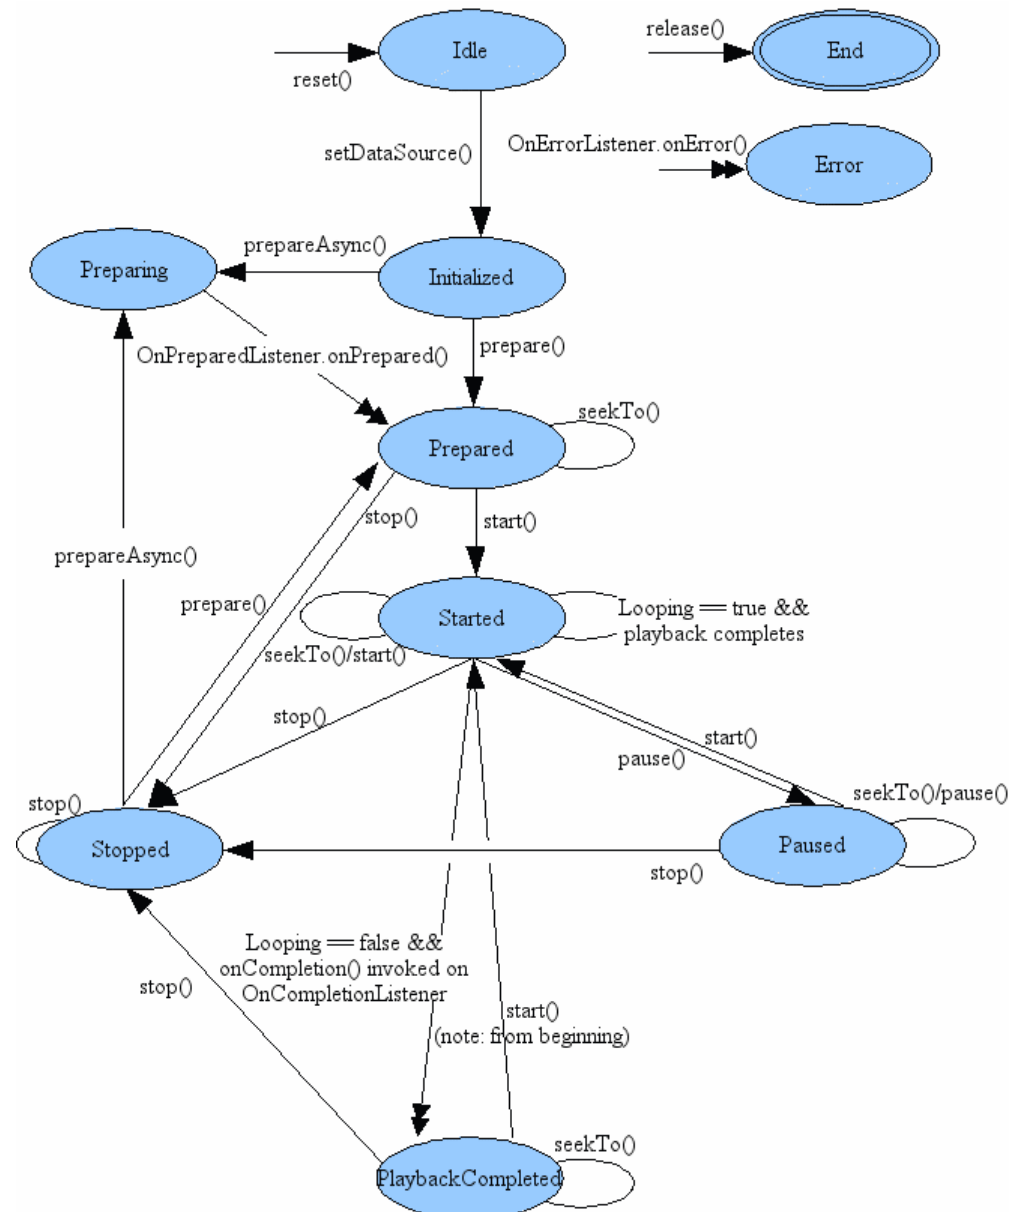 Idle
release()
End
reset()
setDataSource()
OnErrorListener.onError()
Error
Preparing
prepareAsync()
Initialized
prepare()
OnPreparedListener.onPrepared()
seekTo()
Prepared
stop()
start()
prepareAsync()
prepare()
Started
Looping == true &&
playback completes
seekTo()/start()
stop()
start()
pause()
stop()
seekTo()/pause()
Stopped
Paused
stop()
Looping == false &&
onCompletion() invoked on
OnCompletionListener
stop()
start()
(note: from beginning)
seekTo()
PlaybackCompleted